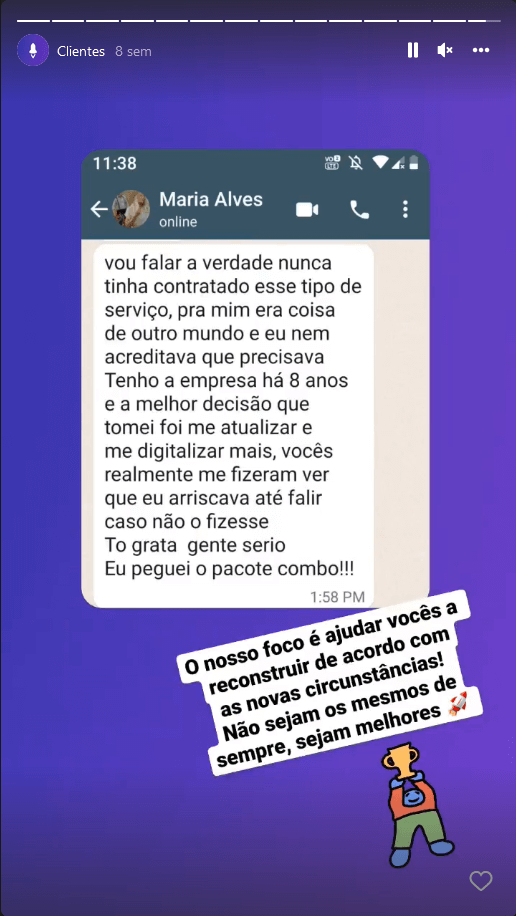 Clientes 8 sem
11:38
VO LTE
Maria Alves
online
vou falar a verdade nunca
tinha contratado esse tipo de
serviço, pra mim era coisa
de outro mundo e eu nem
acreditava que precisava
Tenho a empresa há 8 anos
e a melhor decisão que
tomei foi me atualizar e
me digitalizar mais, vocês
realmente me fizeram ver
que eu arriscava até falir
caso não o fizesse
To grata gente serio
Eu peguei o pacote combo!!!
1:58 PM
O nosso foco é ajudar vocês a
reconstruir de acordo com
as novas circunstâncias!
Não sejam os mesmos de
sempre, sejam melhores 🚀